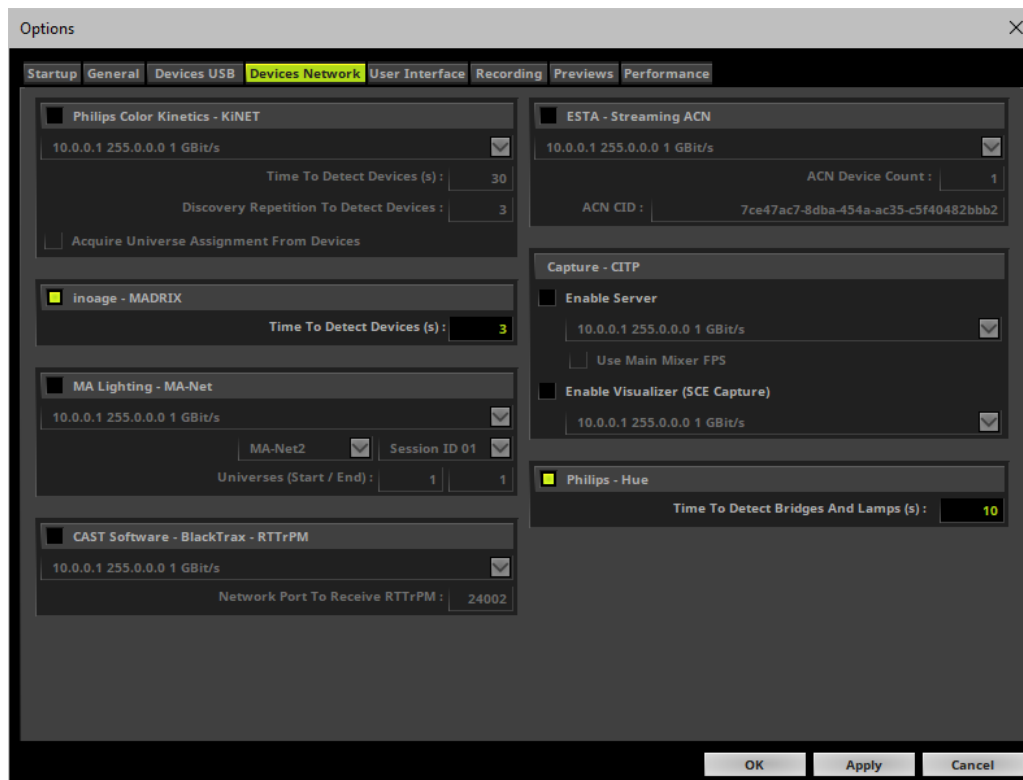 Options
Startup General Devices USB Devices Network User Interface Recording Previews Performance
Philips Color Kinetics - KiNET
10.0.0.1 255.0.0.0 1 GBit/s
Time To Detect Devices (s) : 30
Discovery Repetition To Detect Devices : 3
Acquire Universe Assignment From Devices
inoage - MADRIX
Time To Detect Devices (s) : 3
MA Lighting - MA-Net
10.0.0.1 255.0.0.0 1 GBit/s
MA-Net2 Session ID 01
Universes (Start / End) : 1 1
CAST Software - BlackTrax - RTTrPM
10.0.0.1 255.0.0.0 1 GBit/s
Network Port To Receive RTTrPM : 24002
ESTA - Streaming ACN
10.0.0.1 255.0.0.0 1 GBit/s
ACN Device Count : 1
ACN CID : 7ce47ac7-8dba-454a-ac35-c5f40482bbb2
Capture - CITP
Enable Server
10.0.0.1 255.0.0.0 1 GBit/s
Use Main Mixer FPS
Enable Visualizer (SCE Capture)
10.0.0.1 255.0.0.0 1 GBit/s
Philips - Hue
Time To Detect Bridges And Lamps (s) : 10
OK Apply Cancel